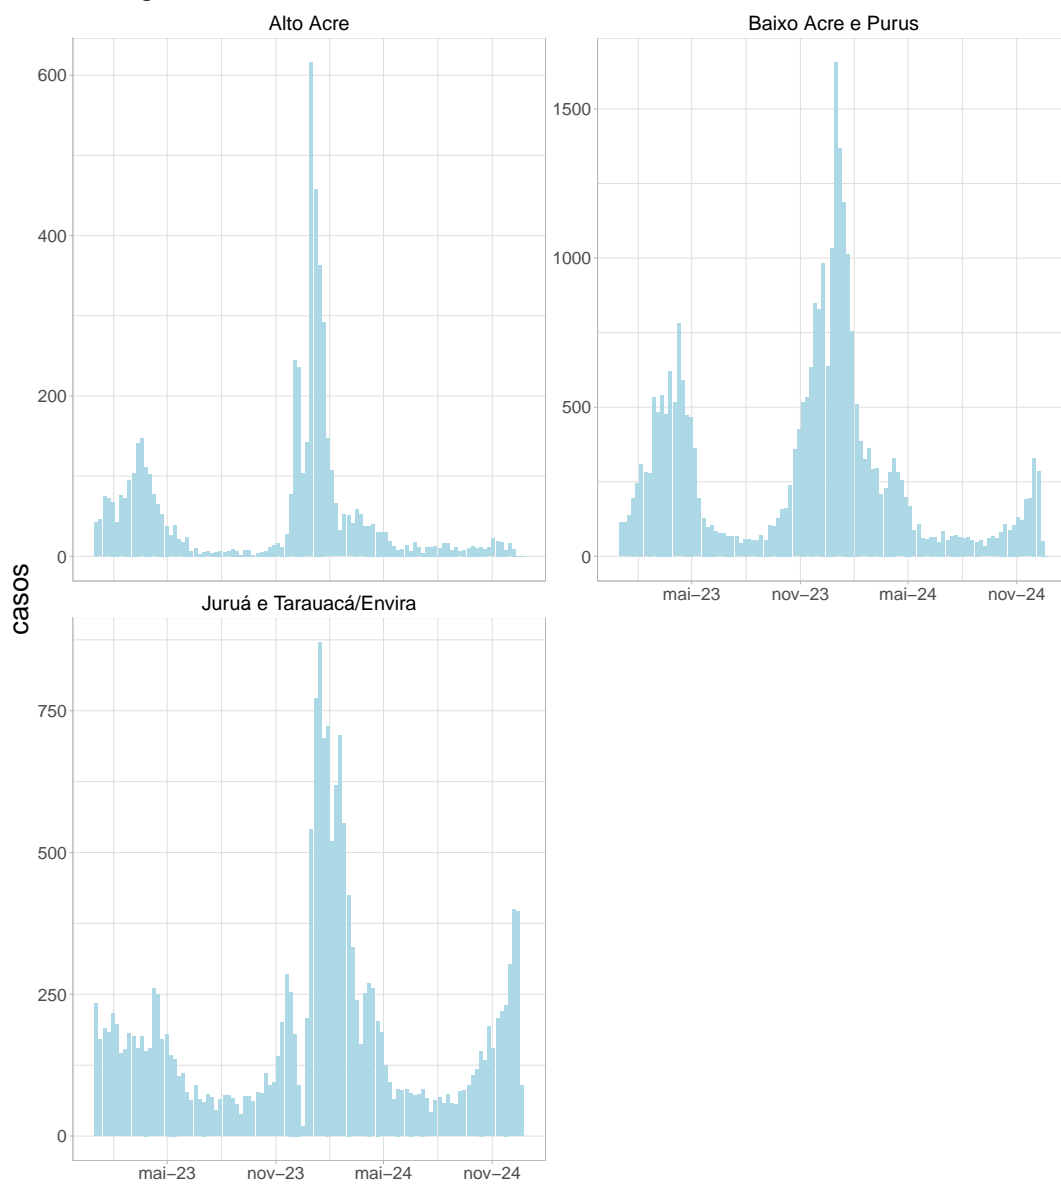 Alto Acre
600
400
200
0
Baixo Acre e Purus
1500
1000
500
0
mai−23 nov−23 mai−24 nov−24
casos
Juruá e Tarauacá/Envira
750
500
250
0
mai−23 nov−23 mai−24 nov−24